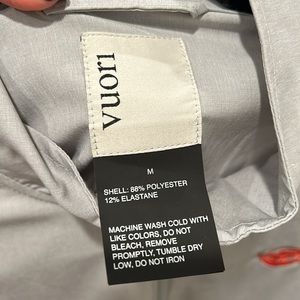 vuori
M
SHELL: 88% POLYESTER
12% ELASTANE
MACHINE WASH COLD WITH
LIKE COLORS, DO NOT
BLEACH, REMOVE
PROMPTLY, TUMBLE DRY
LOW, DO NOT IRON